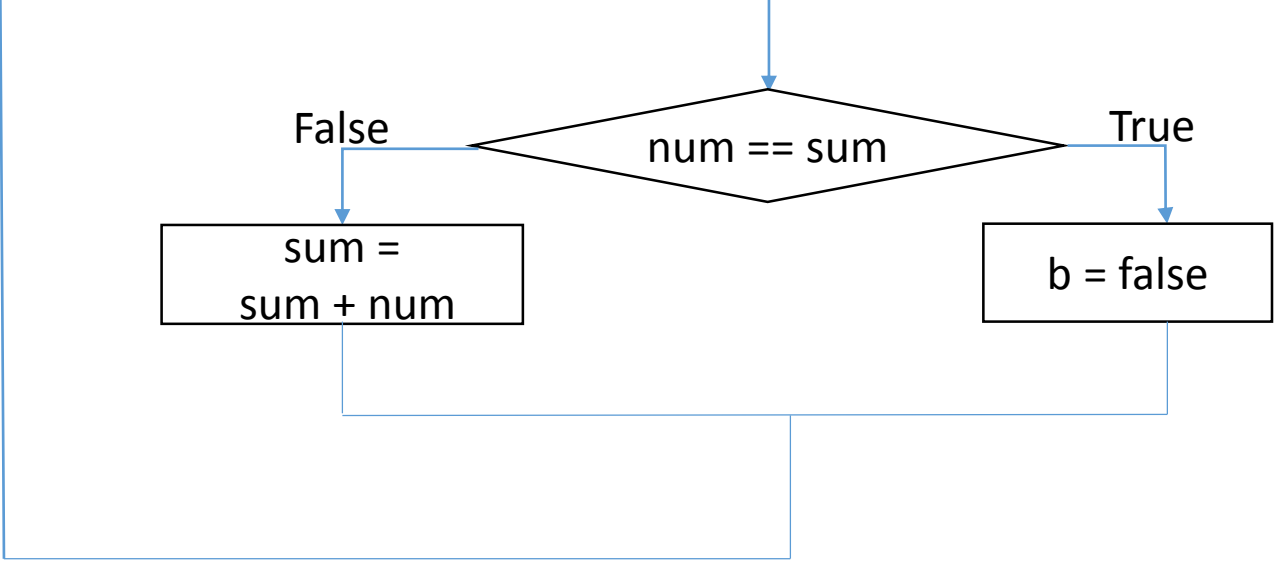 False
num == sum
True
sum =
sum + num
b = false